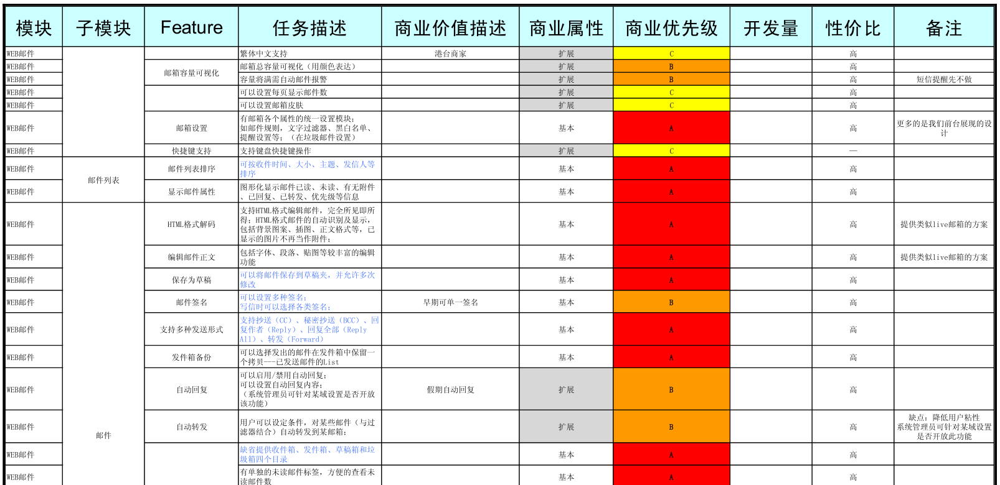 模块 子模块 Feature 任务描述 商业价值描述 商业属性 商业优先级 开发量 性价比 备注
WEB邮件 繁体中文支持 港台商家 扩展 C 高
WEB邮件 邮箱容量可视化 邮箱总容量可视化（用颜色表达） 扩展 B 高
WEB邮件 容量将满需自动邮件报警 扩展 B 高 短信提醒先不做
WEB邮件 可以设置每页显示邮件数 扩展 C 高
WEB邮件 可以设置邮箱皮肤 扩展 C 高
WEB邮件 邮箱设置 有邮箱各个属性的统一设置模块；
如邮件规则，文字过滤器、黑白名单、
提醒设置等；（在垃圾邮件设置） 基本 A 高 更多的是我们前台展现的设
计
WEB邮件 快捷键支持 支持键盘快捷键操作 扩展 C —
WEB邮件 邮件列表 邮件列表排序 可按收件时间、大小、主题、发信人等
排序 基本 A 高
WEB邮件 显示邮件属性 图形化显示邮件已读、未读、有无附件
、已回复、已转发、优先级等信息 基本 A 高
WEB邮件 HTML格式解码 支持HTML格式编辑邮件，完全所见即所
得；HTML格式邮件的自动识别及显示，
包括背景图案、插图、正文格式等，已
显示的图片不再当作附件； 基本 A 高 提供类似live邮箱的方案
WEB邮件 编辑邮件正文 包括字体、段落、贴图等较丰富的编辑
功能 基本 A 高 提供类似live邮箱的方案
WEB邮件 保存为草稿 可以将邮件保存到草稿夹，并允许多次
修改 基本 A 高
WEB邮件 邮件签名 可以设置多种签名；
写信时可以选择各类签名； 早期可单一签名 基本 B 高
WEB邮件 支持多种发送形式 支持抄送（CC）、秘密抄送（BCC）、回
复作者（Reply）、回复全部（Reply
All）、转发（Forward） 基本 A 高
WEB邮件 发件箱备份 可以选择发出的邮件在发件箱中保留一
个拷贝---已发送邮件的List 基本 A 高
WEB邮件 自动回复 可以启用/禁用自动回复；
可以设置自动回复内容；
（系统管理员可针对某域设置是否开放
该功能） 假期自动回复 扩展 B 高
WEB邮件 邮件 自动转发 用户可以设定条件，对某些邮件（与过
滤器结合）自动转发到某邮箱； 扩展 B 高 缺点：降低用户粘性
系统管理员可针对某域设置
是否开放此功能
WEB邮件 缺省提供收件箱、发件箱、草稿箱和垃
圾箱四个目录 基本 A 高
WEB邮件 有单独的未读邮件标签，方便的查看未
读邮件数 基本 A 高